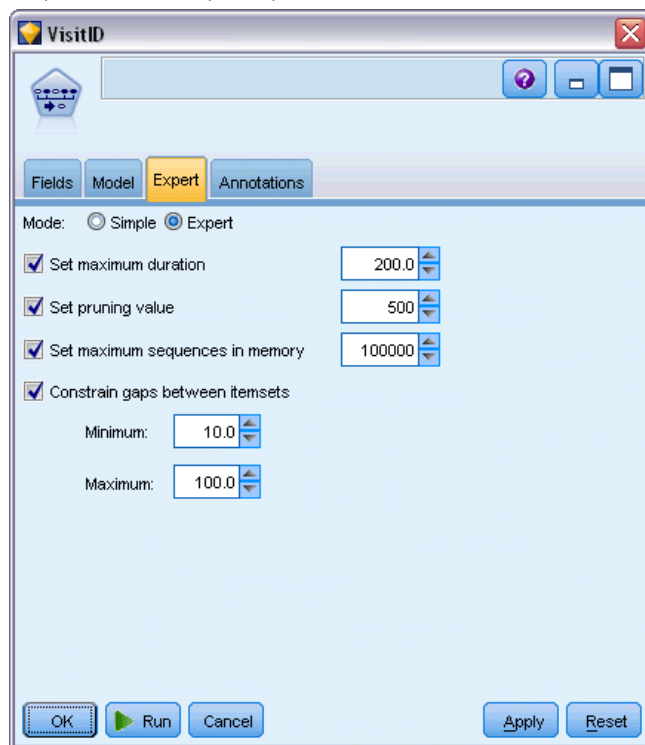 VisitID
Fields Model Expert Annotations
Mode: Simple Expert
Set maximum duration 200.0
Set pruning value 500
Set maximum sequences in memory 100000
Constrain gaps between itemsets
Minimum: 10.0
Maximum: 100.0
OK Run Cancel Apply Reset